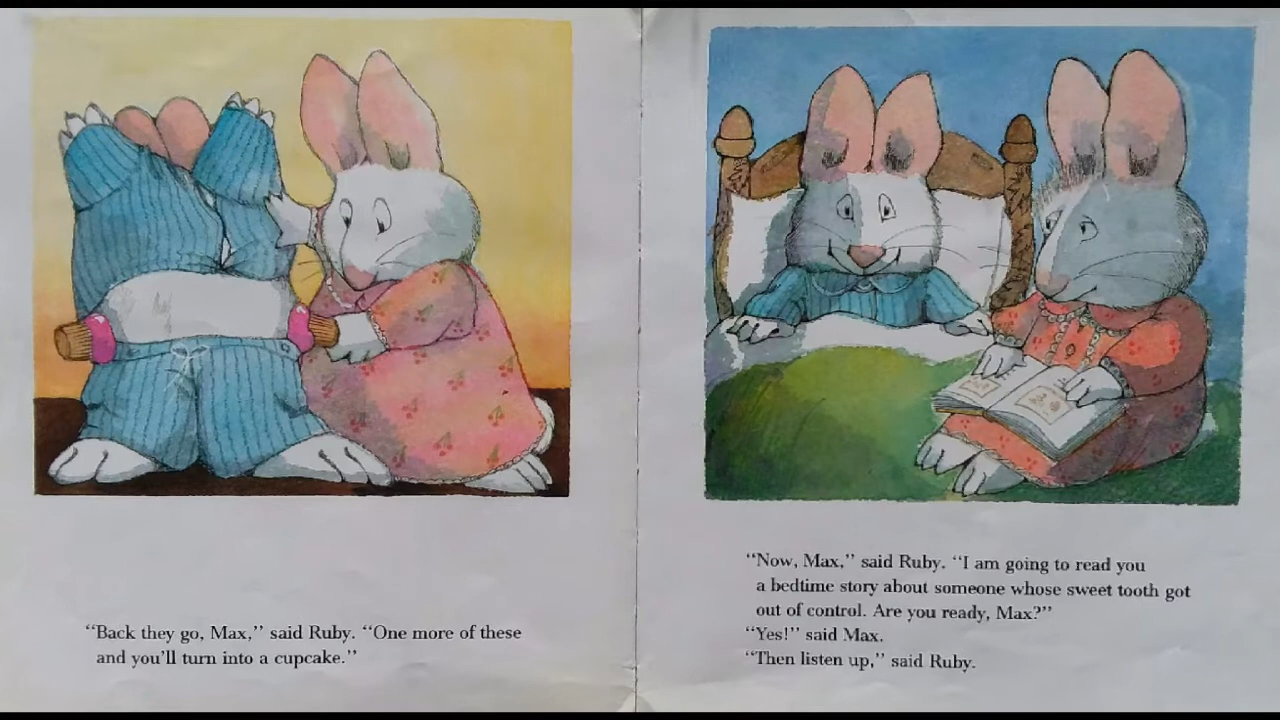 “Back they go, Max,” said Ruby. “One more of these
and you’ll turn into a cupcake.”
“Now, Max,” said Ruby. “I am going to read you
a bedtime story about someone whose sweet tooth got
out of control. Are you ready, Max?”
“Yes!” said Max.
“Then listen up,” said Ruby.